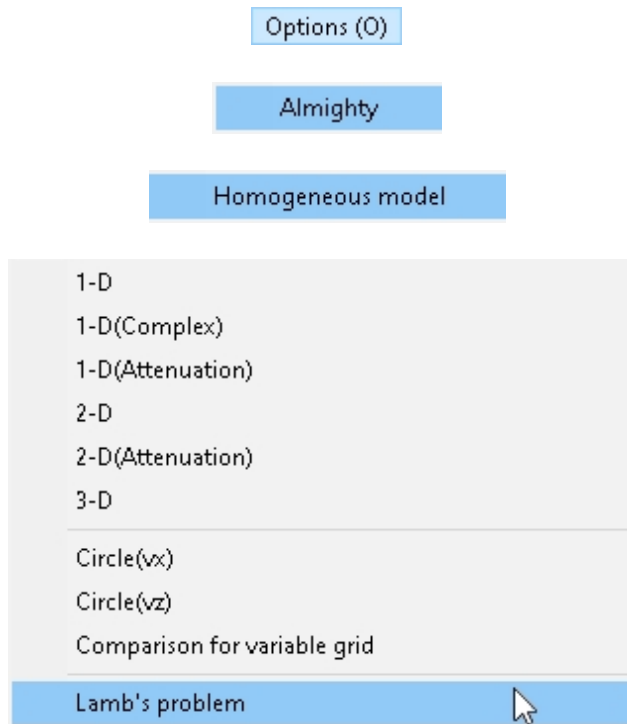 Options (O)
Almighty
Homogeneous model
1-D
1-D(Complex)
1-D(Attenuation)
2-D
2-D(Attenuation)
3-D
Circle(vx)
Circle(vz)
Comparison for variable grid
Lamb's problem